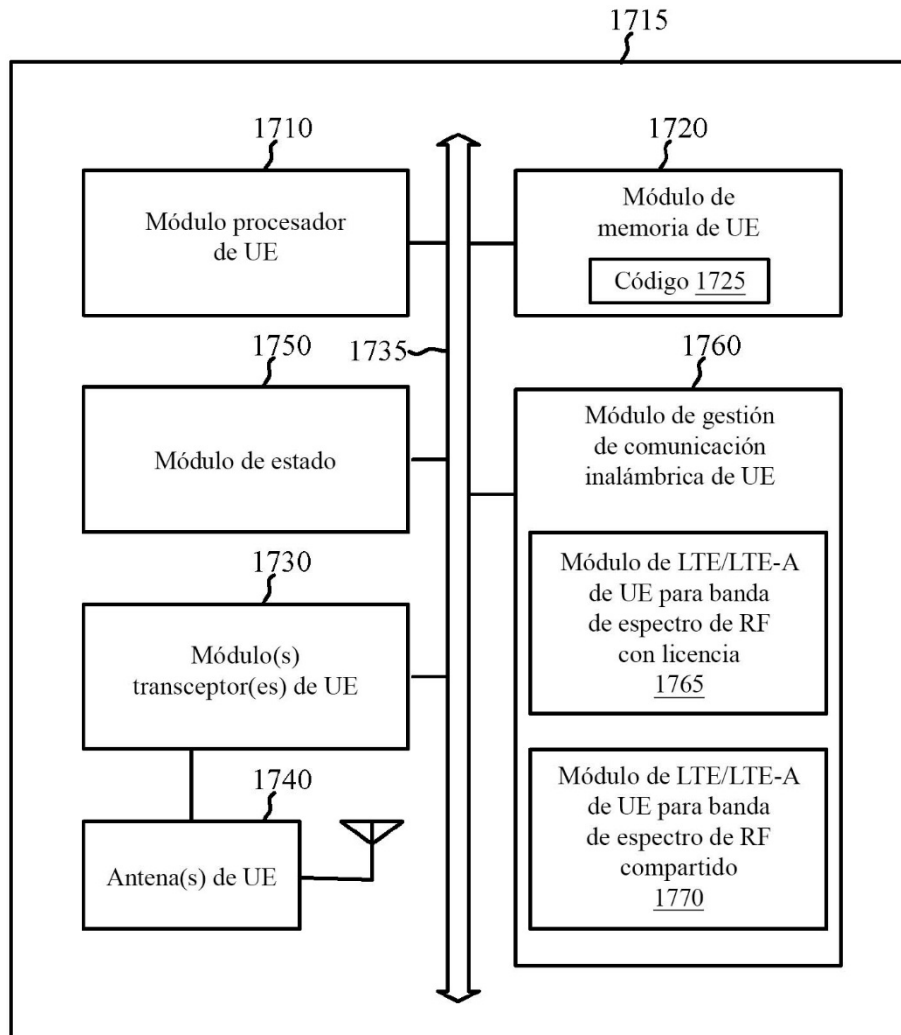 1715
1710
Módulo procesador
de UE
1720
Módulo de
memoria de UE
Código 1725
1735
1750
Módulo de estado
1760
Módulo de gestión
de comunicación
inalámbrica de UE
Módulo de LTE/LTE-A
de UE para banda
de espectro de RF
con licencia
1765
Módulo de LTE/LTE-A
de UE para banda
de espectro de RF
compartido
1770
1730
Módulo(s)
transceptor(es) de UE
1740
Antena(s) de UE